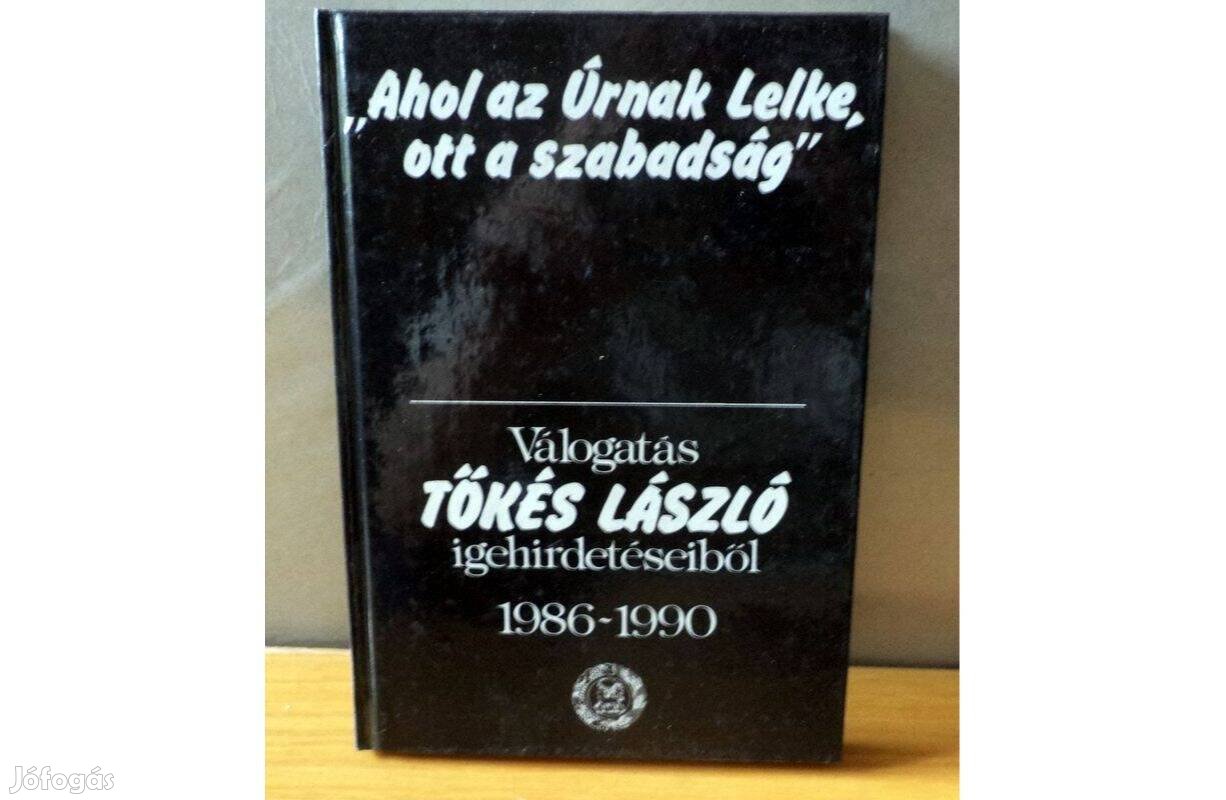 „Ahol az Úrnak Lelke,
ott a szabadság”
Válogatás
TŐKÉS LÁSZLÓ
igehirdetéseiből
1986-1990
Jófogás